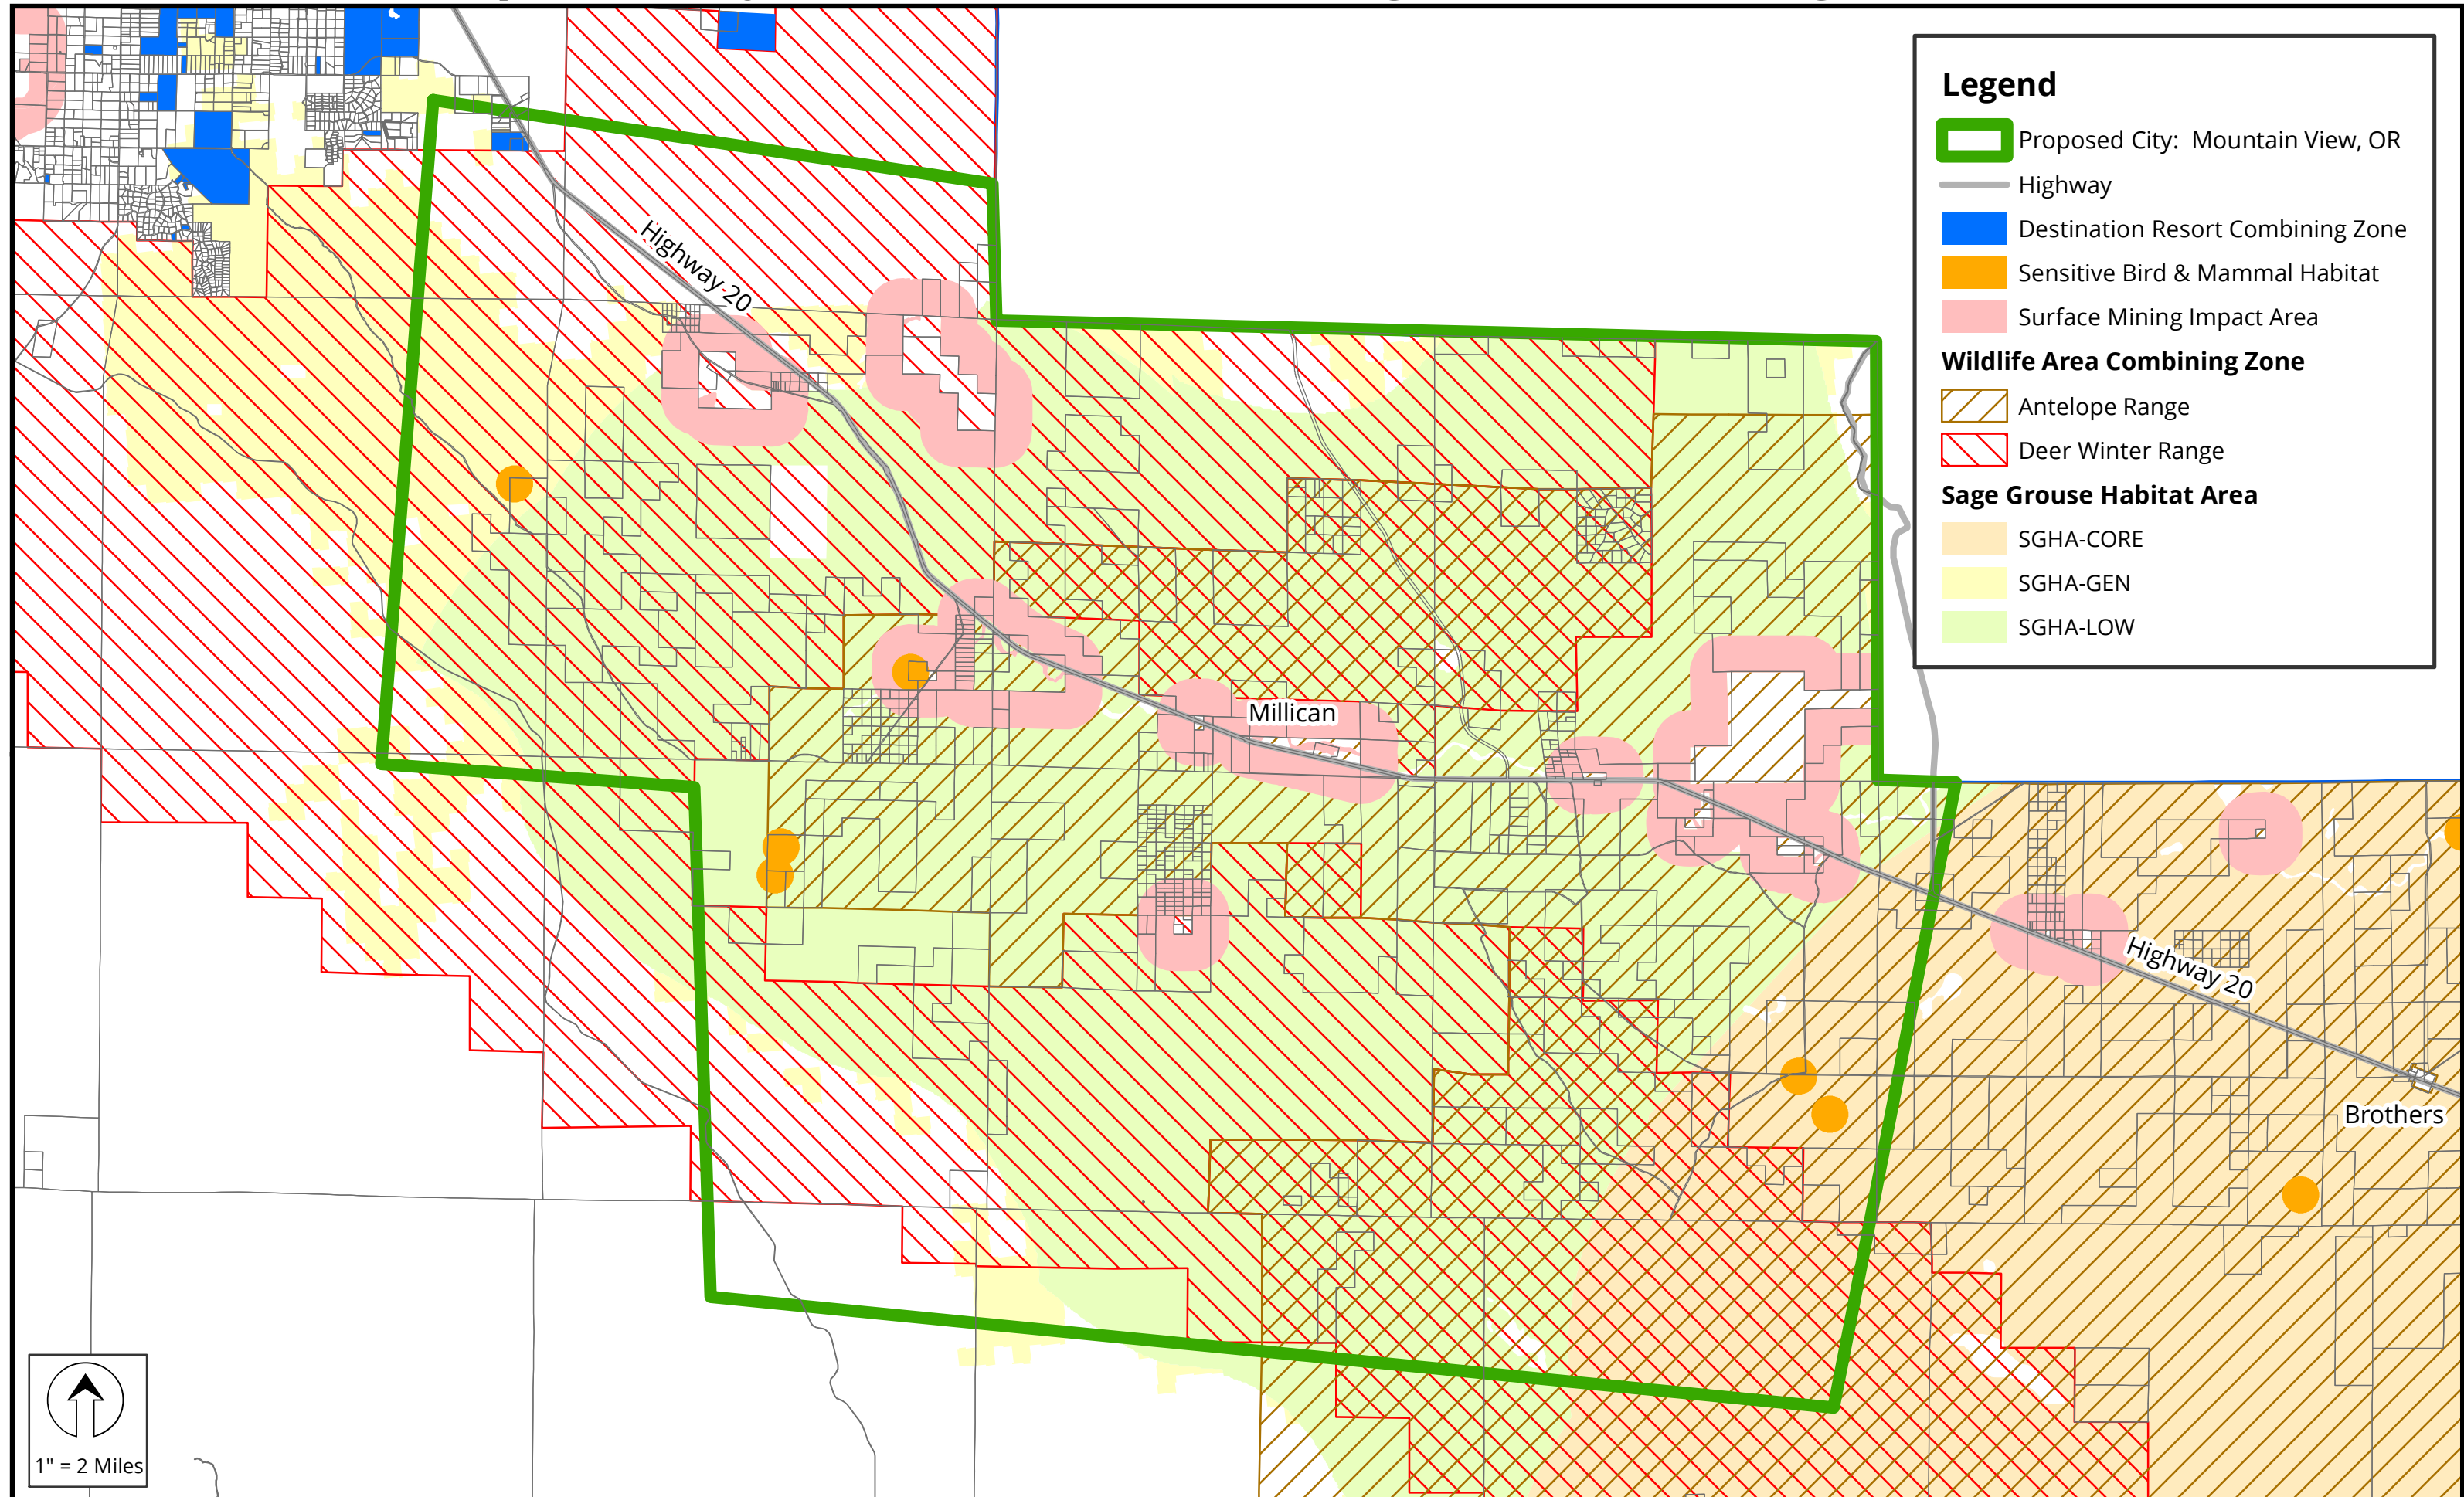 Legend
Proposed City: Mountain View, OR
Highway
Destination Resort Combining Zone
Sensitive Bird & Mammal Habitat
Surface Mining Impact Area
Wildlife Area Combining Zone
Antelope Range
Deer Winter Range
Sage Grouse Habitat Area
SGHA-CORE
SGHA-GEN
SGHA-LOW
Highway 20
Millican
Highway 20
Brothers
1" = 2 Miles